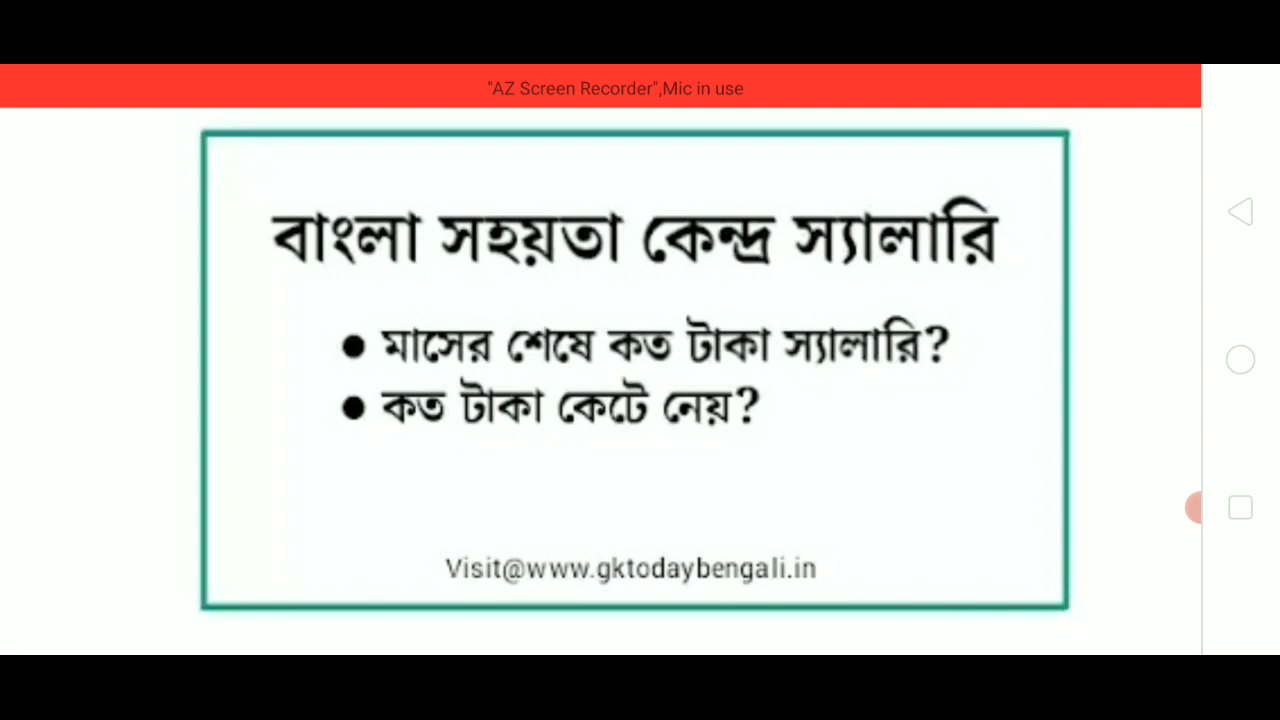 "AZ Screen Recorder",Mic in use
বাংলা সহয়তা কেন্দ্র স্যালারি
● মাসের শেষে কত টাকা স্যালারি?
● কত টাকা কেটে নেয়?
Visit@www.gktodaybengali.in